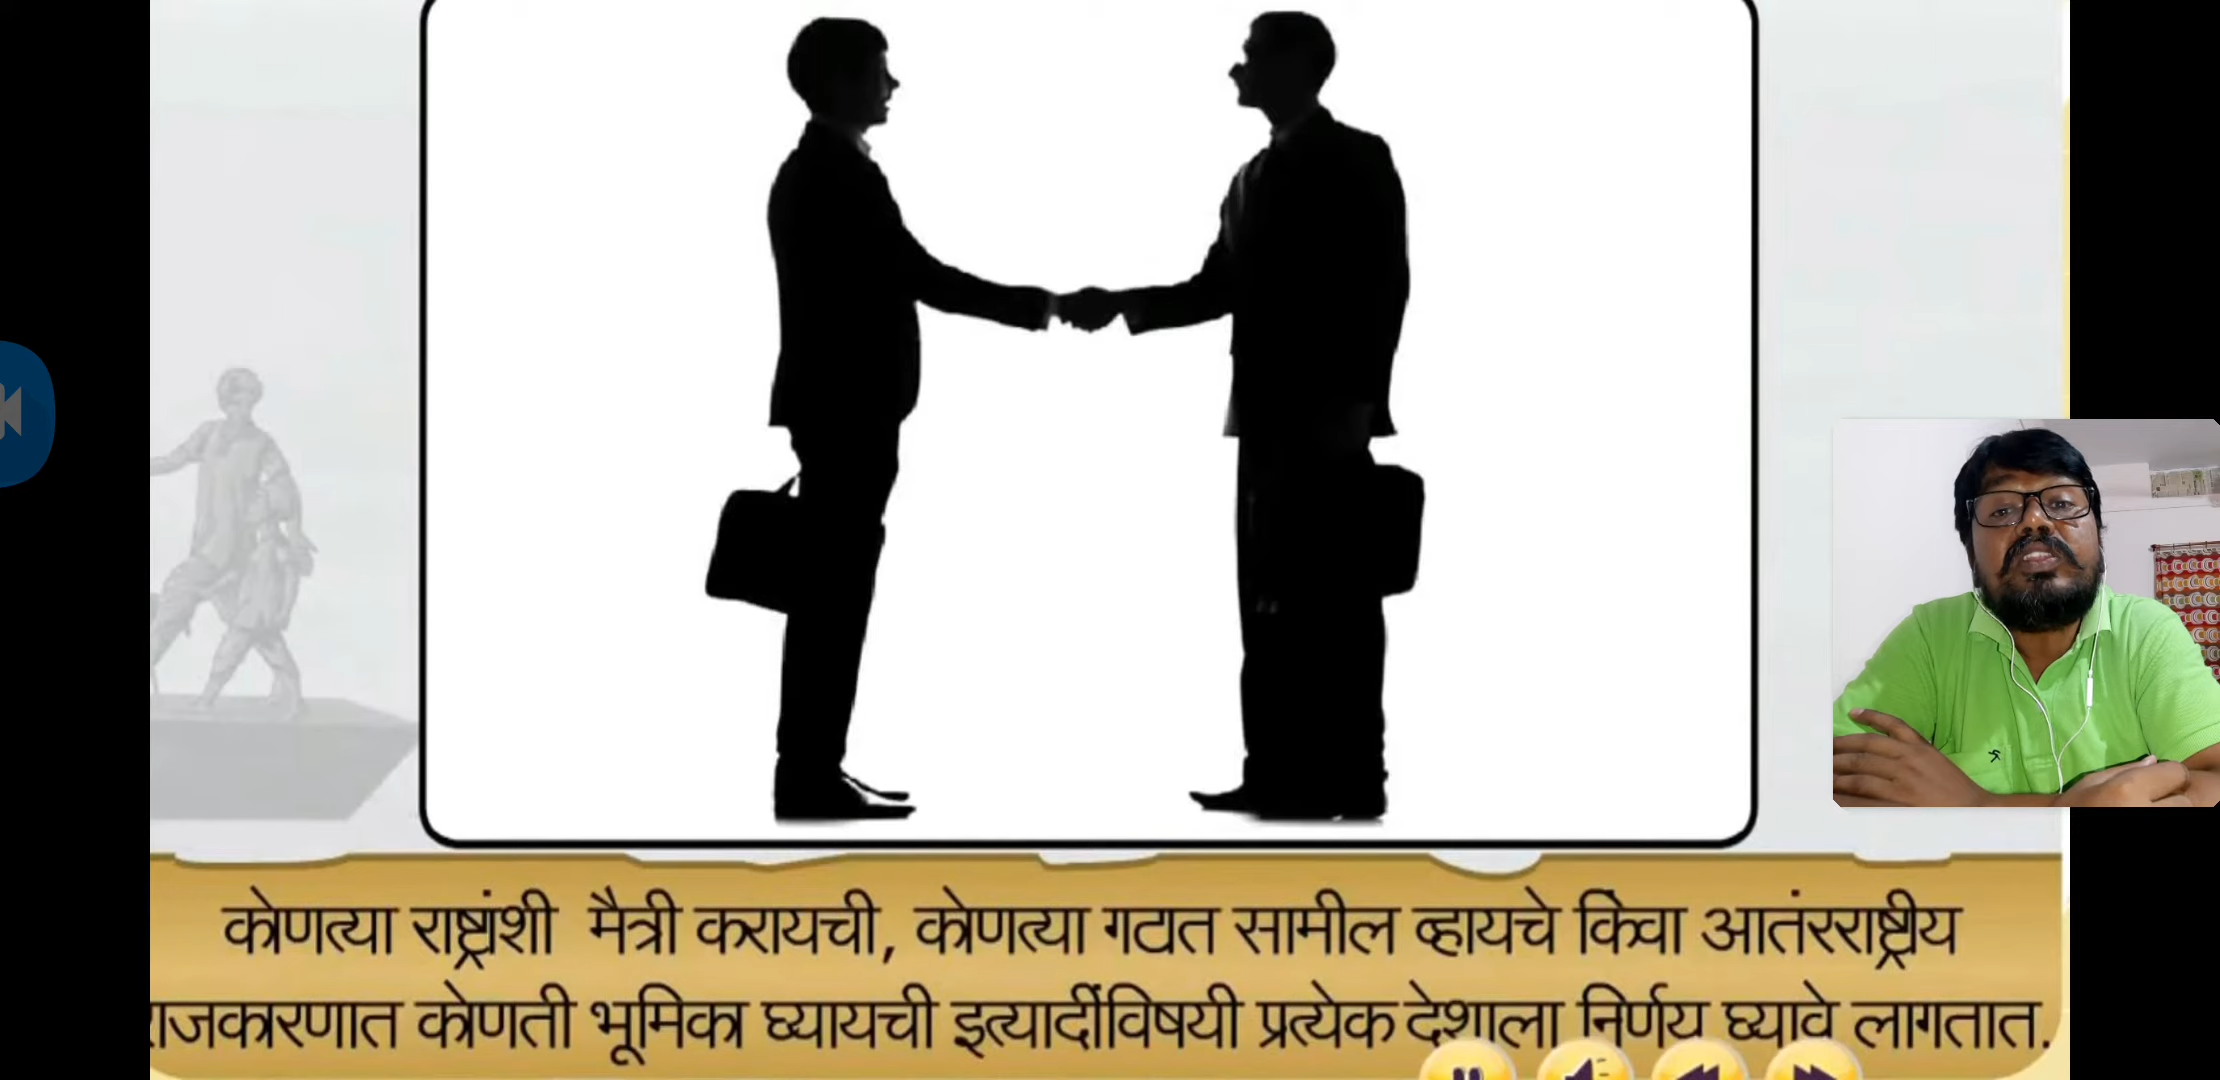 कोणत्या राष्ट्रांशी मैत्री करायची, कोणत्या गटात सामील व्हायचे किंवा आतंरराष्ट्रीय
राजकारणात कोणती भूमिका घ्यायची इत्यादींविषयी प्रत्येक देशाला निर्णय घ्यावे लागतात.